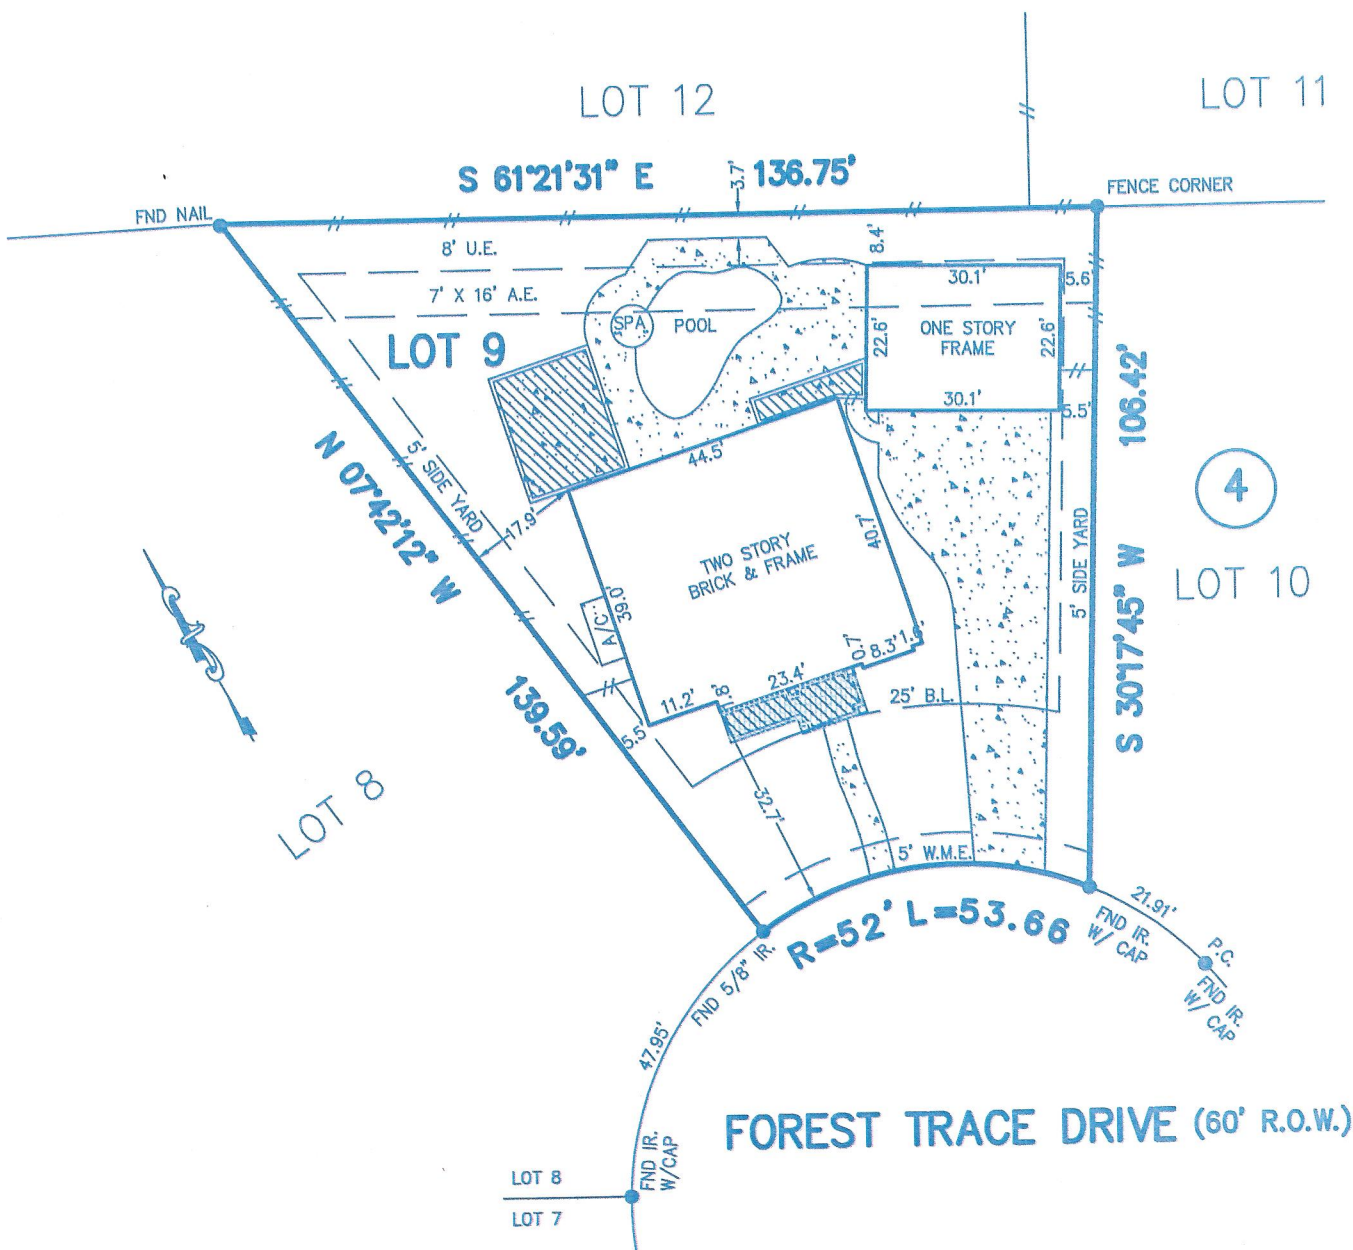 LOT 12
LOT 11
S 61°21'31" E
3.7'
136.75'
FENCE CORNER
FND NAIL
8' U.E.
8.4'
30.1'
5.6'
7' X 16' A.E.
SPA
POOL
22.6'
ONE STORY
FRAME
22.6'
LOT 9
30.1'
5.5'
106.42'
44.5'
5' SIDE YARD
17.9'
N 07°42'12" W
4
40.7'
TWO STORY
BRICK & FRAME
5' SIDE YARD
LOT 10
39.0'
A/C
S 30°17'45" W
0.7'
8.3'
1.6'
23.4'
11.2'
1.8'
25' B.L.
139.59'
5.5'
32.7'
LOT 8
5' W.M.E.
R=52' L=53.66
21.91'
FND IR.
W/ CAP
P.C.
FND IR.
W/ CAP
FND 5/8" IR.
47.95'
FOREST TRACE DRIVE (60' R.O.W.)
FND IR.
W/CAP
LOT 8
LOT 7